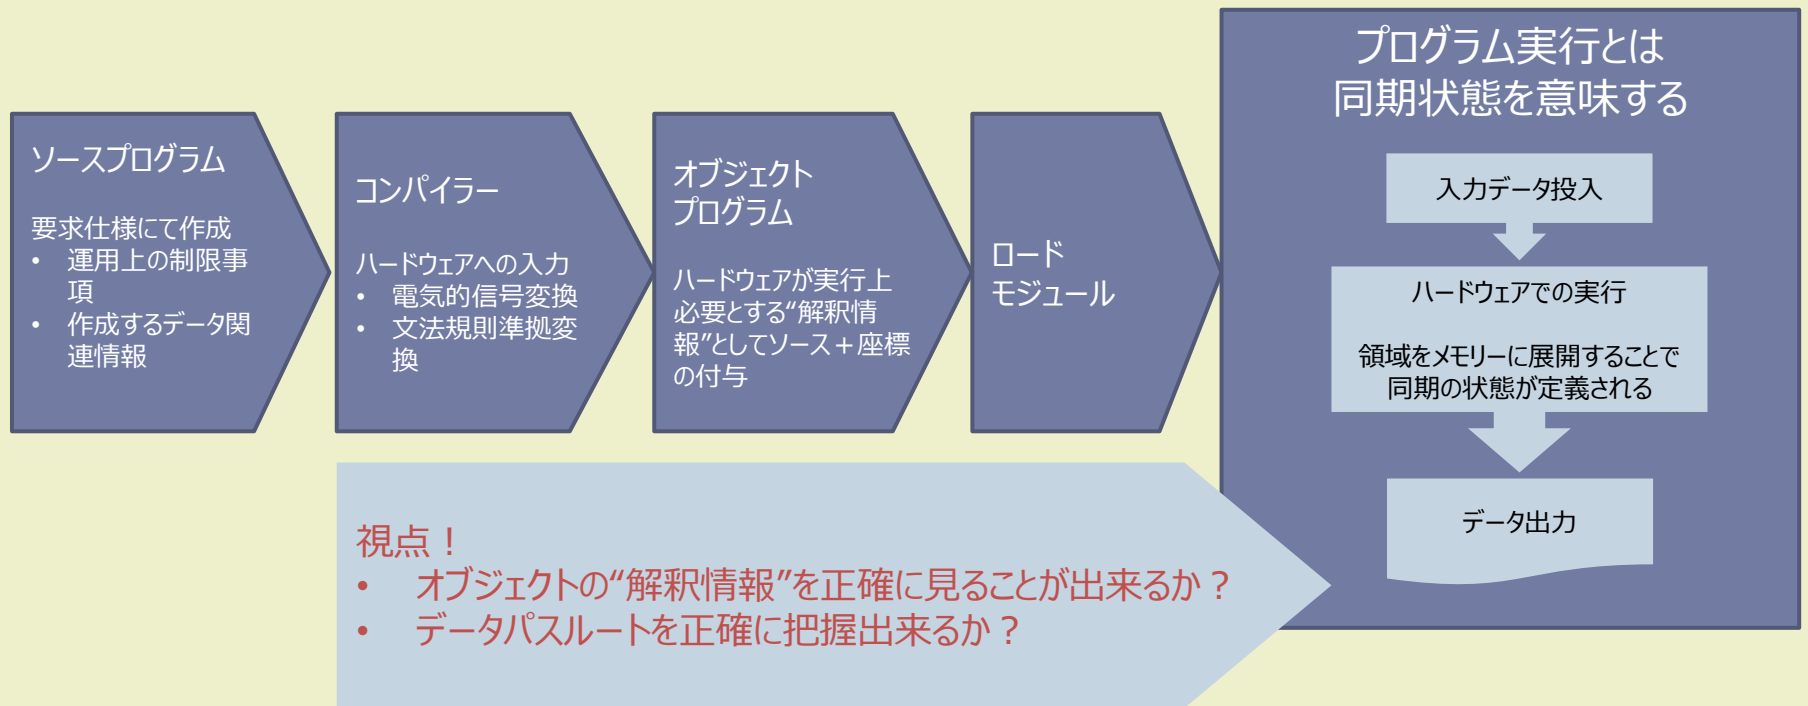 ソースプログラム
要求仕様にて作成
• 運用上の制限事
項
• 作成するデータ関
連情報
コンパイラー
ハードウェアへの入力
• 電気的信号変換
• 文法規則準拠変
換
オブジェクト
プログラム
ハードウェアが実行上
必要とする“解釈情
報”としてソース+座標
の付与
ロード
モジュール
プログラム実行とは
同期状態を意味する
入力データ投入
ハードウェアでの実行
領域をメモリーに展開することで
同期の状態が定義される
データ出力
視点!
• オブジェクトの“解釈情報”を正確に見ることが出来るか?
• データパスルートを正確に把握出来るか?